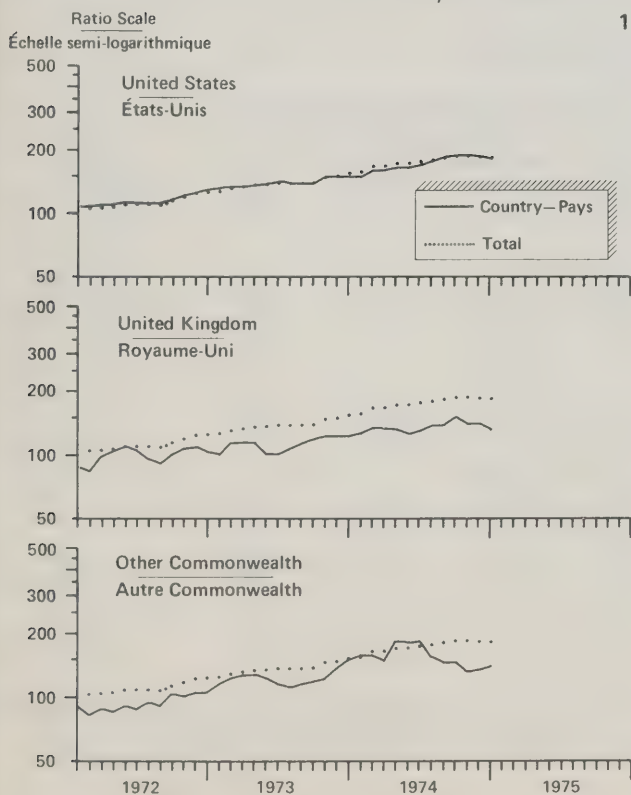 Ratio Scale
1
Échelle semi-logarithmique
500
United States
États-Unis
300
200
Country—Pays
100
Total
50
500
United Kingdom
Royaume-Uni
300
200
100
50
500
Other Commonwealth
Autre Commonwealth
300
200
100
50
1972 1973 1974 1975